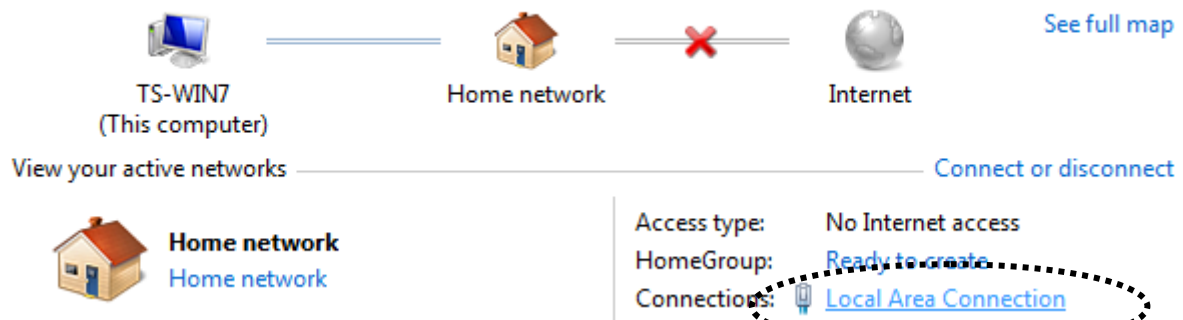 See full map
TS-WIN7
(This computer)
Home network
Internet
View your active networks
Connect or disconnect
Home network
Home network
Access type: No Internet access
HomeGroup: Ready to create
Connections: Local Area Connection